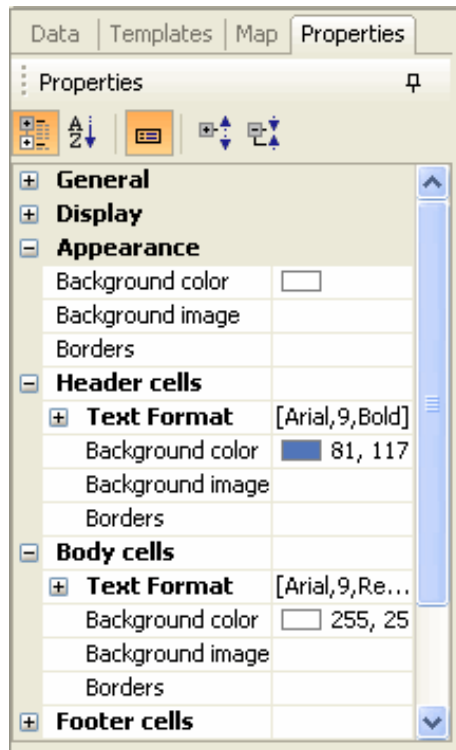 Data Templates Map Properties
Properties
A
Z
General
Display
Appearance
Background color
Background image
Borders
Header cells
Text Format [Arial,9,Bold]
Background color 81, 117
Background image
Borders
Body cells
Text Format [Arial,9,Re...
Background color 255, 25
Background image
Borders
Footer cells